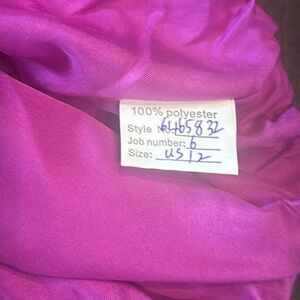 100% polyester
Style N
Job number: 6
Size: US 12